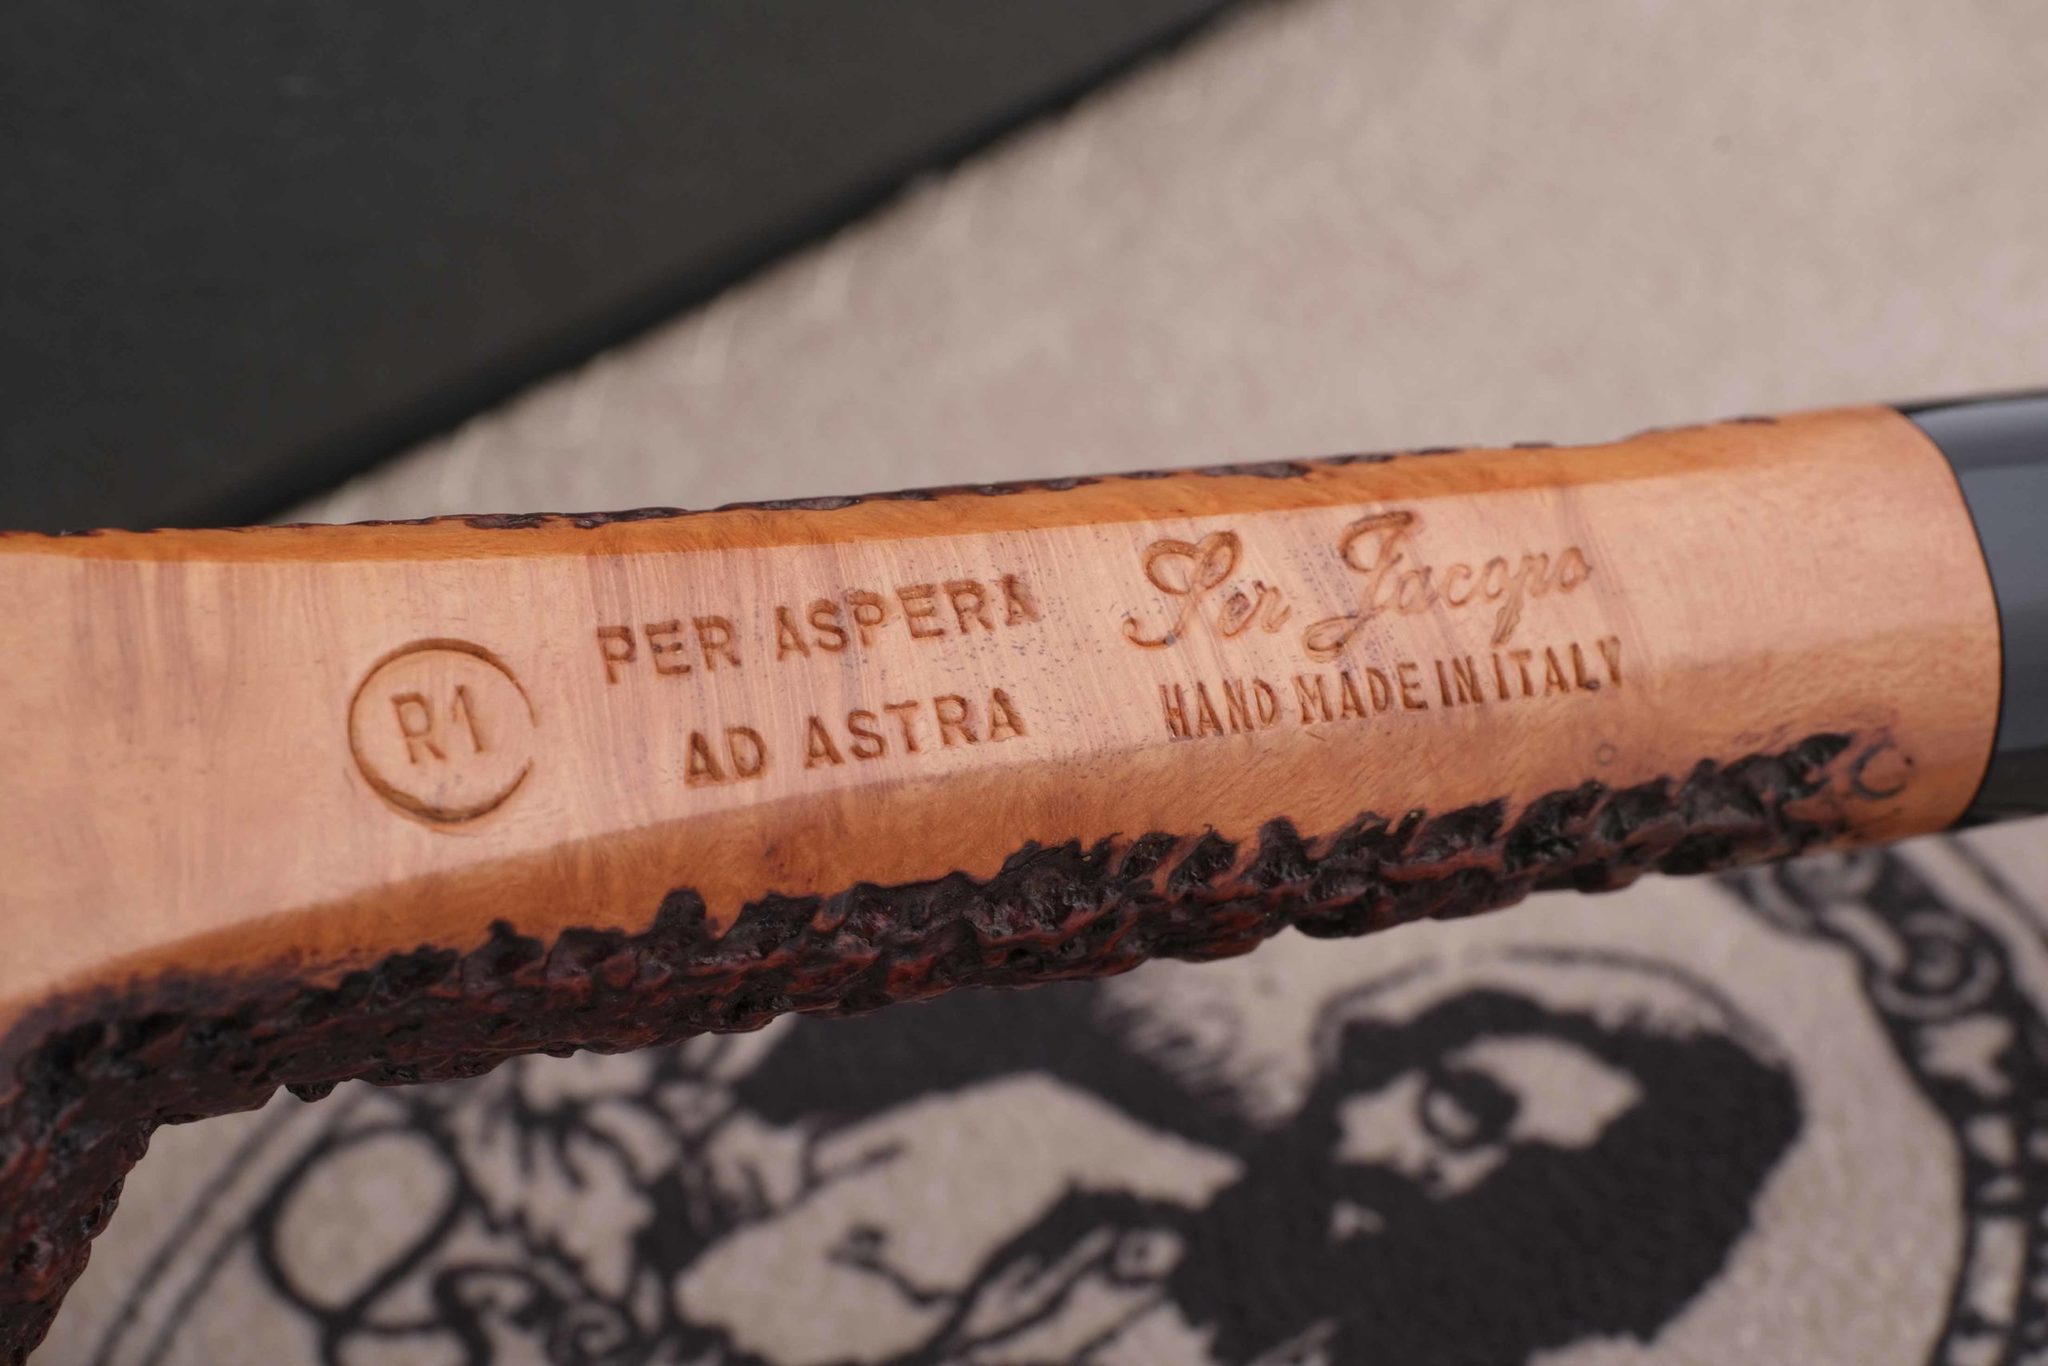 R1
PER ASPERA
AD ASTRA
Ser Jacopo
HAND MADE IN ITALY